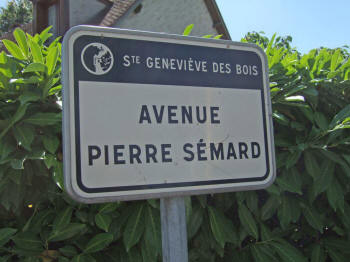 STE GENEVIÈVE DES BOIS
AVENUE
PIERRE SÉMARD